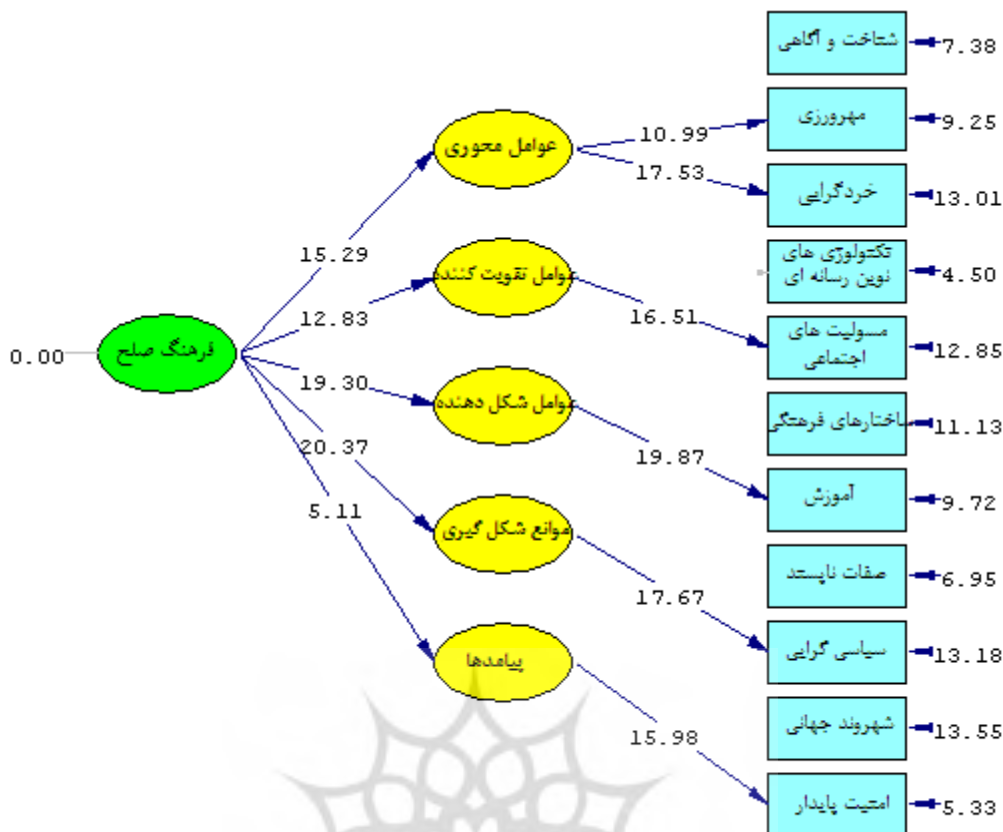 شناخت و آگاهی
7.38
مهرورزی
9.25
عوامل محوری
10.99
17.53
خردگرایی
13.01
15.29
تکنولوژی های
نوین رسانه ای
4.50
عوامل تقویت کننده
12.83
16.51
مسولیت های
اجتماعی
12.85
0.00
فرهنگ صلح
19.30
عوامل شکل دهنده
ساختارهای فرهنگی
11.13
20.37
19.87
آموزش
9.72
5.11
موانع شکل گیری
صفات ناپسند
6.95
17.67
سیاسی گرایی
13.18
پیامدها
شهروند جهانی
13.55
15.98
امنیت پایدار
5.33